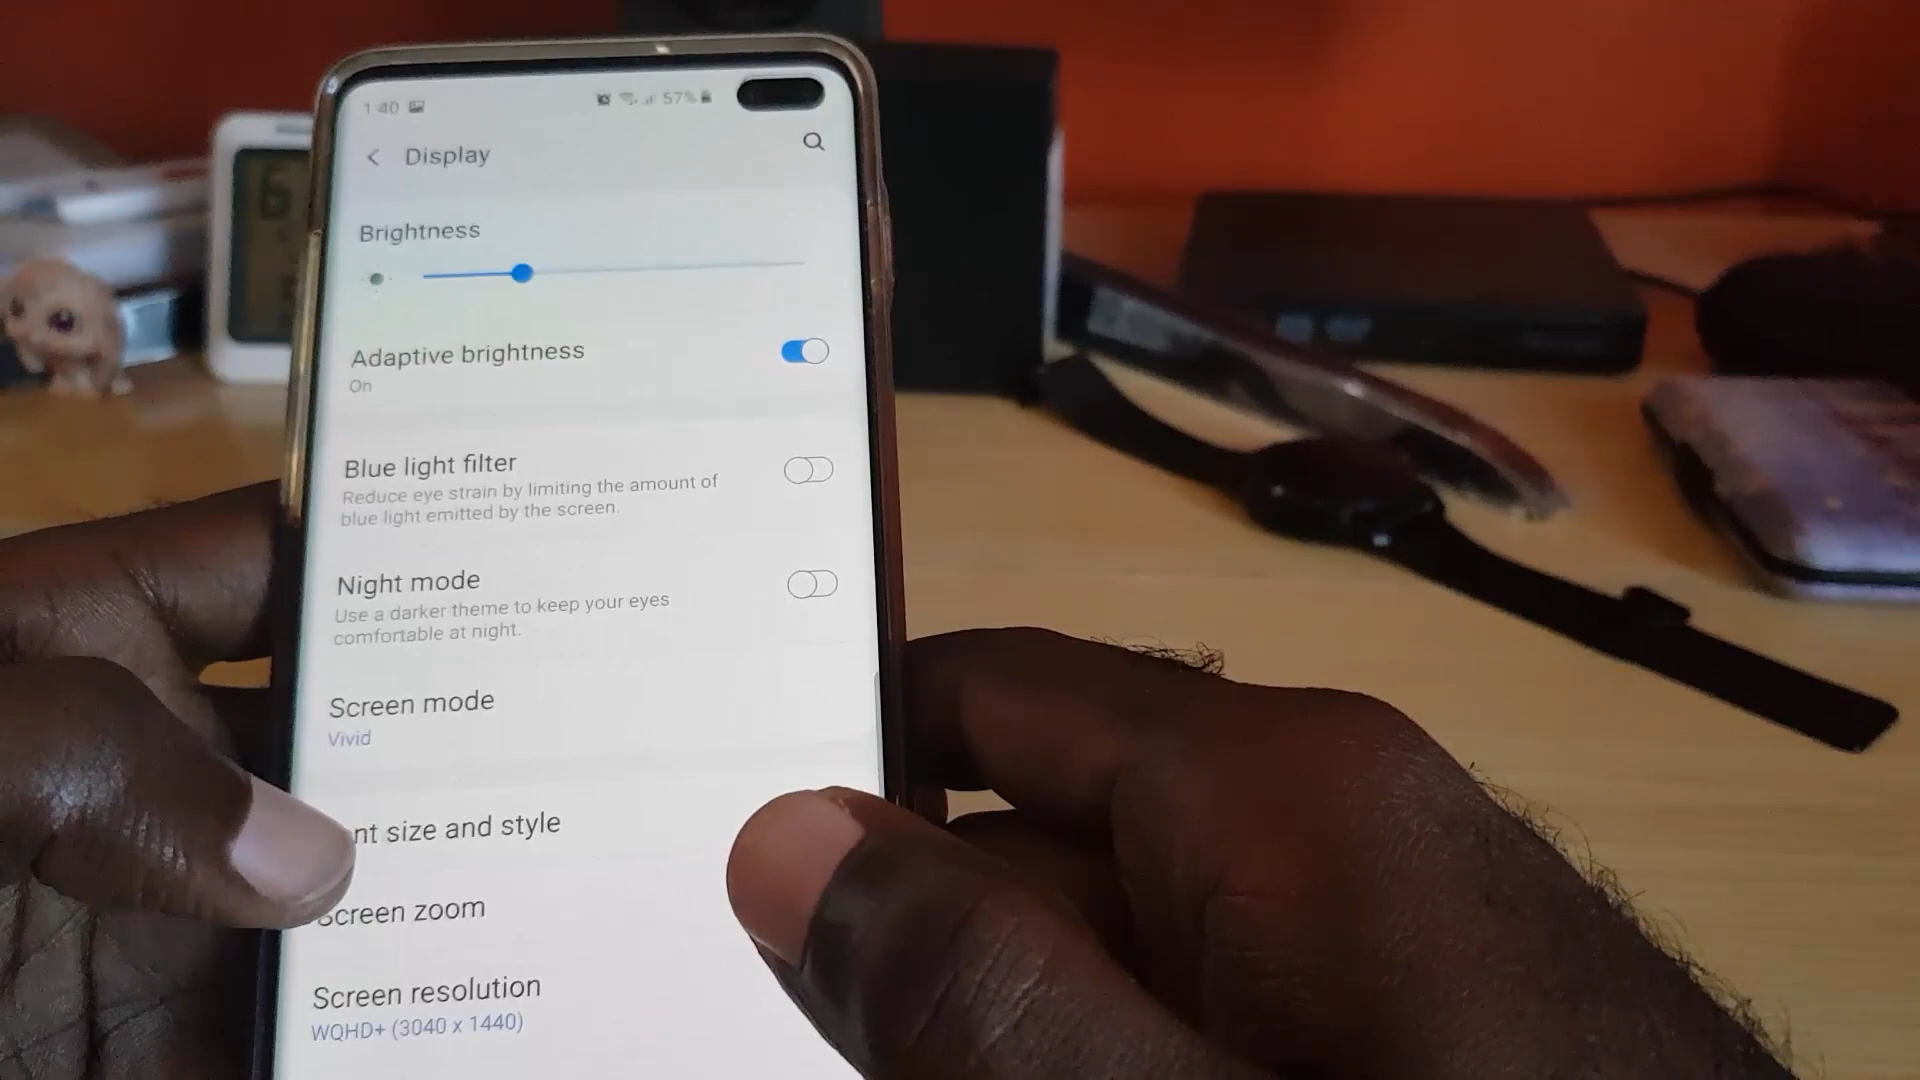 1:40 57%
Display
Brightness
Adaptive brightness
On
Blue light filter
Reduce eye strain by limiting the amount of
blue light emitted by the screen.
Night mode
Use a darker theme to keep your eyes
comfortable at night.
Screen mode
Vivid
nt size and style
Screen zoom
Screen resolution
WQHD+ (3040 x 1440)